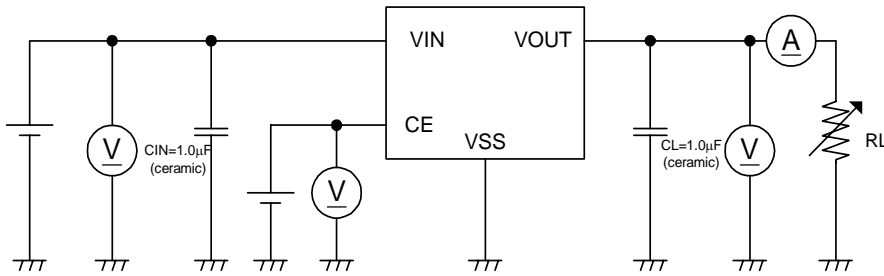 VIN VOUT
A
CE
VSS
V
CIN=1.0µF
(ceramic)
V
CL=1.0µF
(ceramic)
V
RL